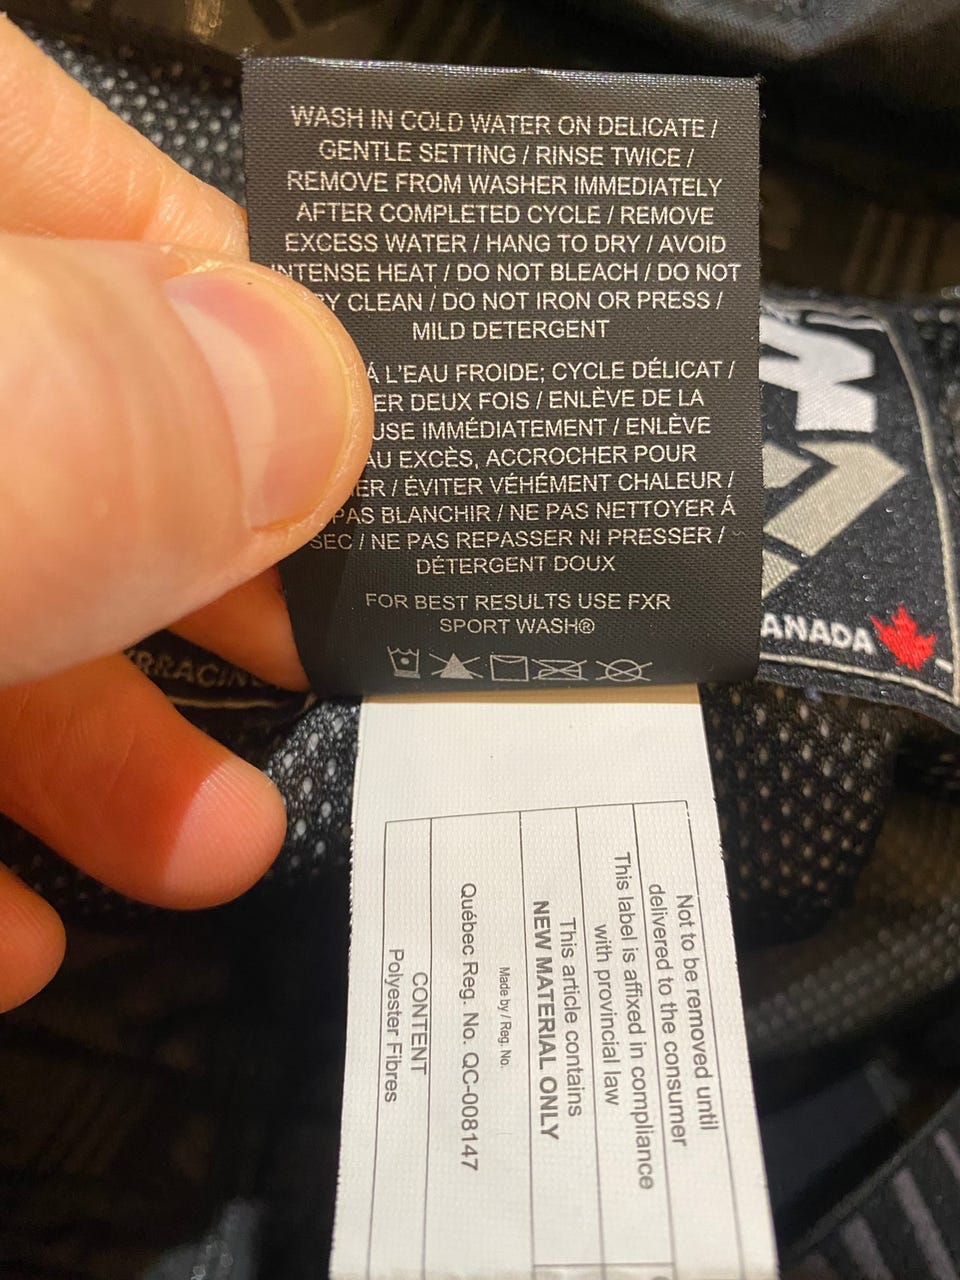 WASH IN COLD WATER ON DELICATE /
GENTLE SETTING / RINSE TWICE /
REMOVE FROM WASHER IMMEDIATELY
AFTER COMPLETED CYCLE / REMOVE
EXCESS WATER / HANG TO DRY / AVOID
INTENSE HEAT / DO NOT BLEACH / DO NOT
CLEAN / DO NOT IRON OR PRESS /
MILD DETERGENT
Á L'EAU FROIDE; CYCLE DÉLICAT /
DEUX FOIS / ENLÈVE DE LA
IMMÉDIATEMENT / ENLÈVE
EXCÈS, ACCROCHER POUR
/ ÉVITER VÉHÉMENT CHALEUR /
PAS BLANCHIR / NE PAS NETTOYER Á
SEC / NE PAS REPASSER NI PRESSER /
DÉTERGENT DOUX
FOR BEST RESULTS USE FXR
SPORT WASH®
Not to be removed until
delivered to the consumer
This label is affixed in compliance
with provincial law
This article contains
NEW MATERIAL ONLY
Made by / Reg. No.
Québec Reg. No. QC-008147
CONTENT
Polyester Fibres